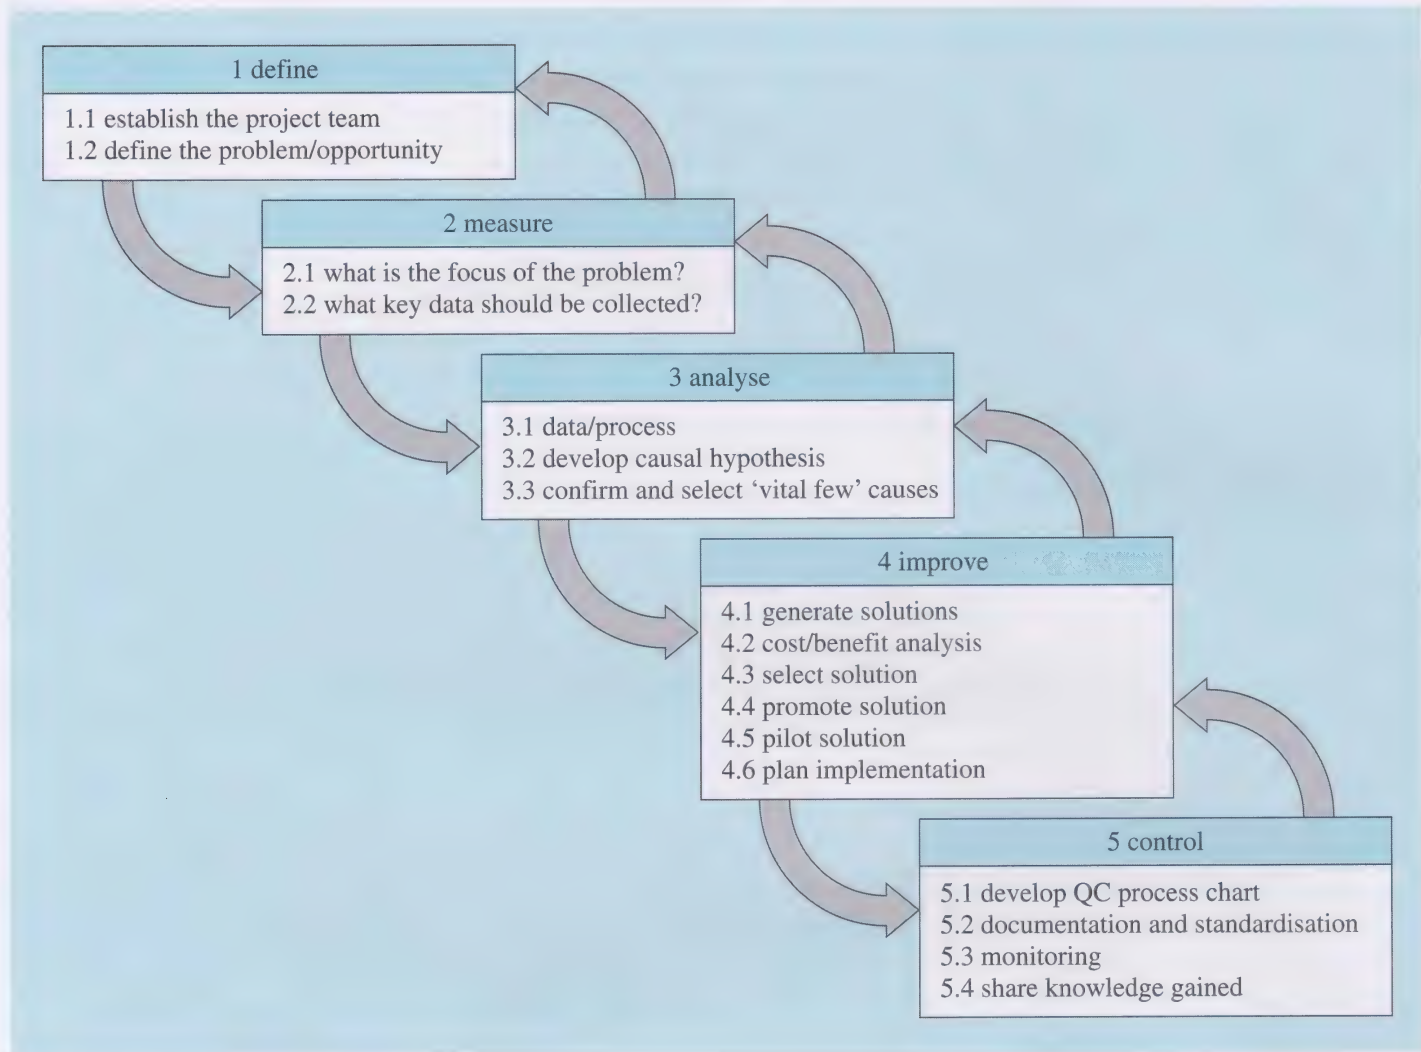 1 define
1.1 establish the project team
1.2 define the problem/opportunity
2 measure
2.1 what is the focus of the problem?
2.2 what key data should be collected?
3 analyse
3.1 data/process
3.2 develop causal hypothesis
3.3 confirm and select ‘vital few’ causes
4 improve
4.1 generate solutions
4.2 cost/benefit analysis
4.3 select solution
4.4 promote solution
4.5 pilot solution
4.6 plan implementation
5 control
5.1 develop QC process chart
5.2 documentation and standardisation
5.3 monitoring
5.4 share knowledge gained